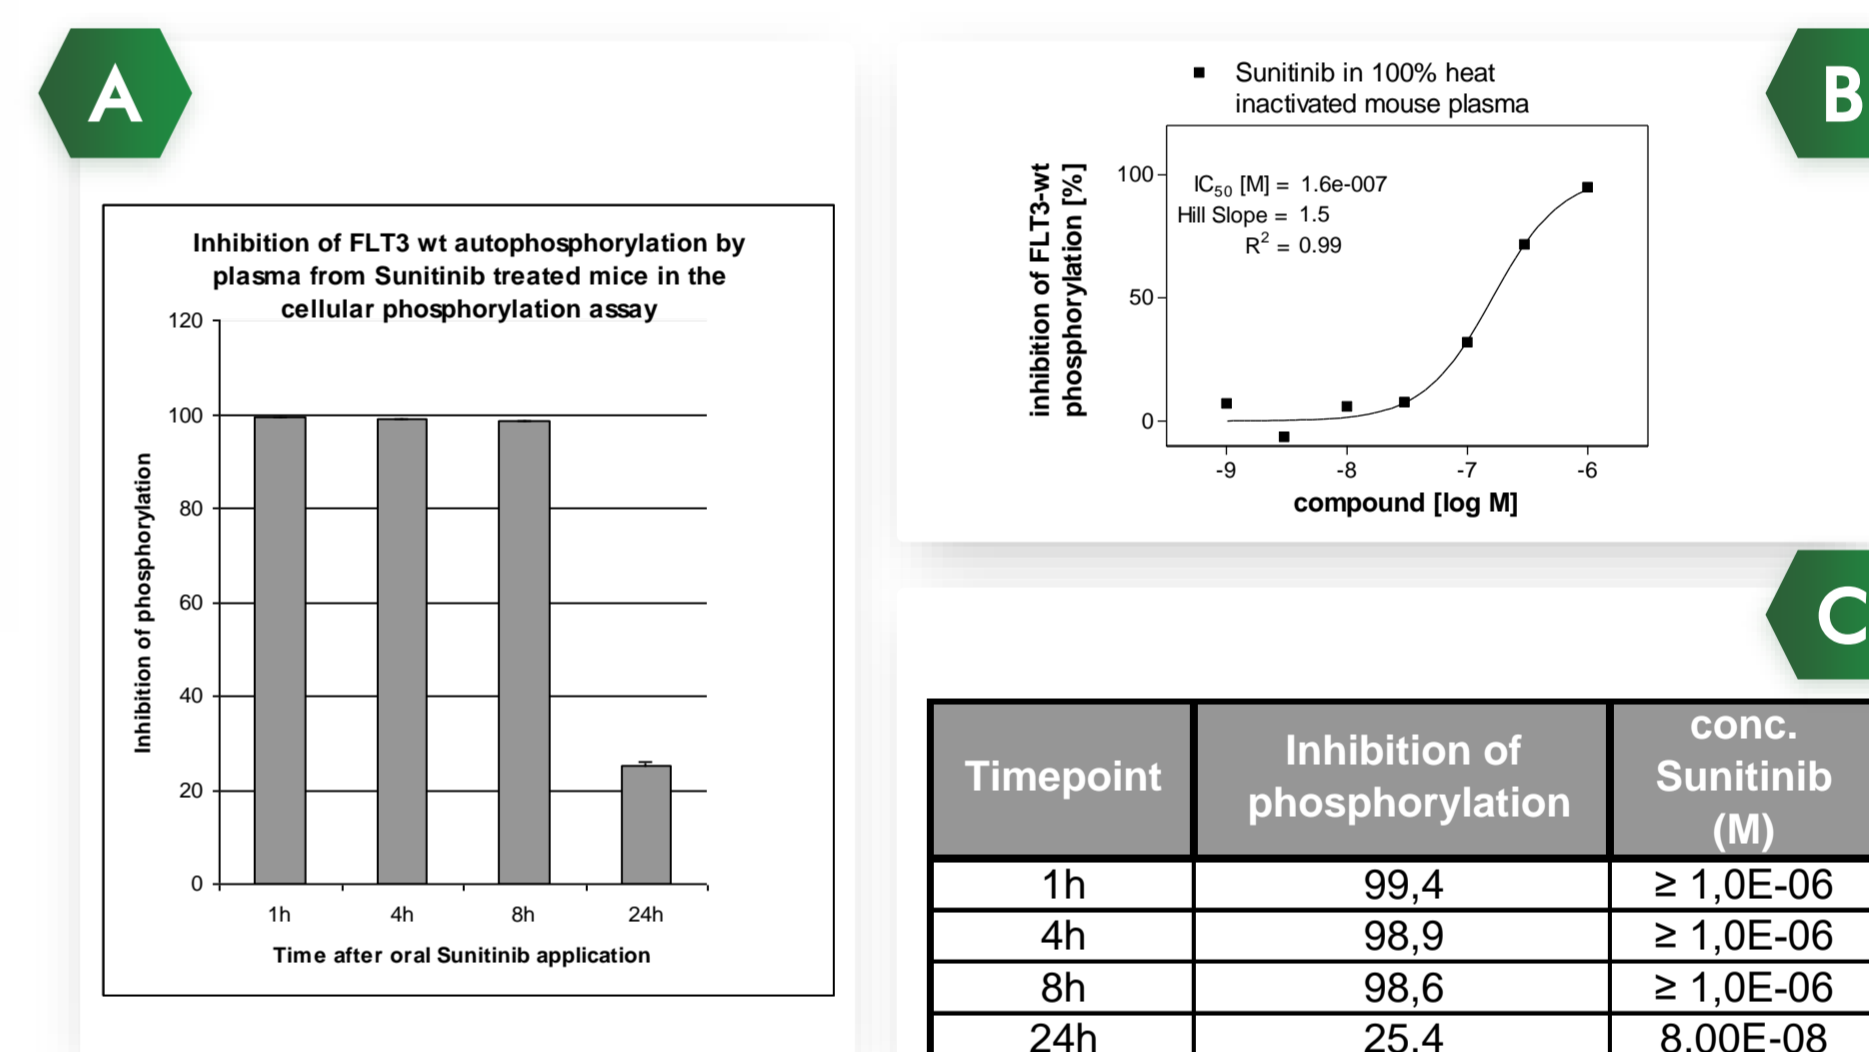 A
Inhibition of FLT3 wt autophosphorylation by
plasma from Sunitinib treated mice in the
cellular phosphorylation assay
120
100
80
60
40
20
0
Inhibition of phosphorylation
1h 4h 8h 24h
Time after oral Sunitinib application
B
Sunitinib in 100% heat
inactivated mouse plasma
inhibition of FLT3-wt
phosphorylation [%]
100
50
0
IC50 [M] = 1.6e-007
Hill Slope = 1.5
R² = 0.99
-9 -8 -7 -6
compound [log M]
C
Timepoint Inhibition of phosphorylation conc. Sunitinib (M)
1h 99,4 ≥ 1,0E-06
4h 98,9 ≥ 1,0E-06
8h 98,6 ≥ 1,0E-06
24h 25,4 8,00E-08